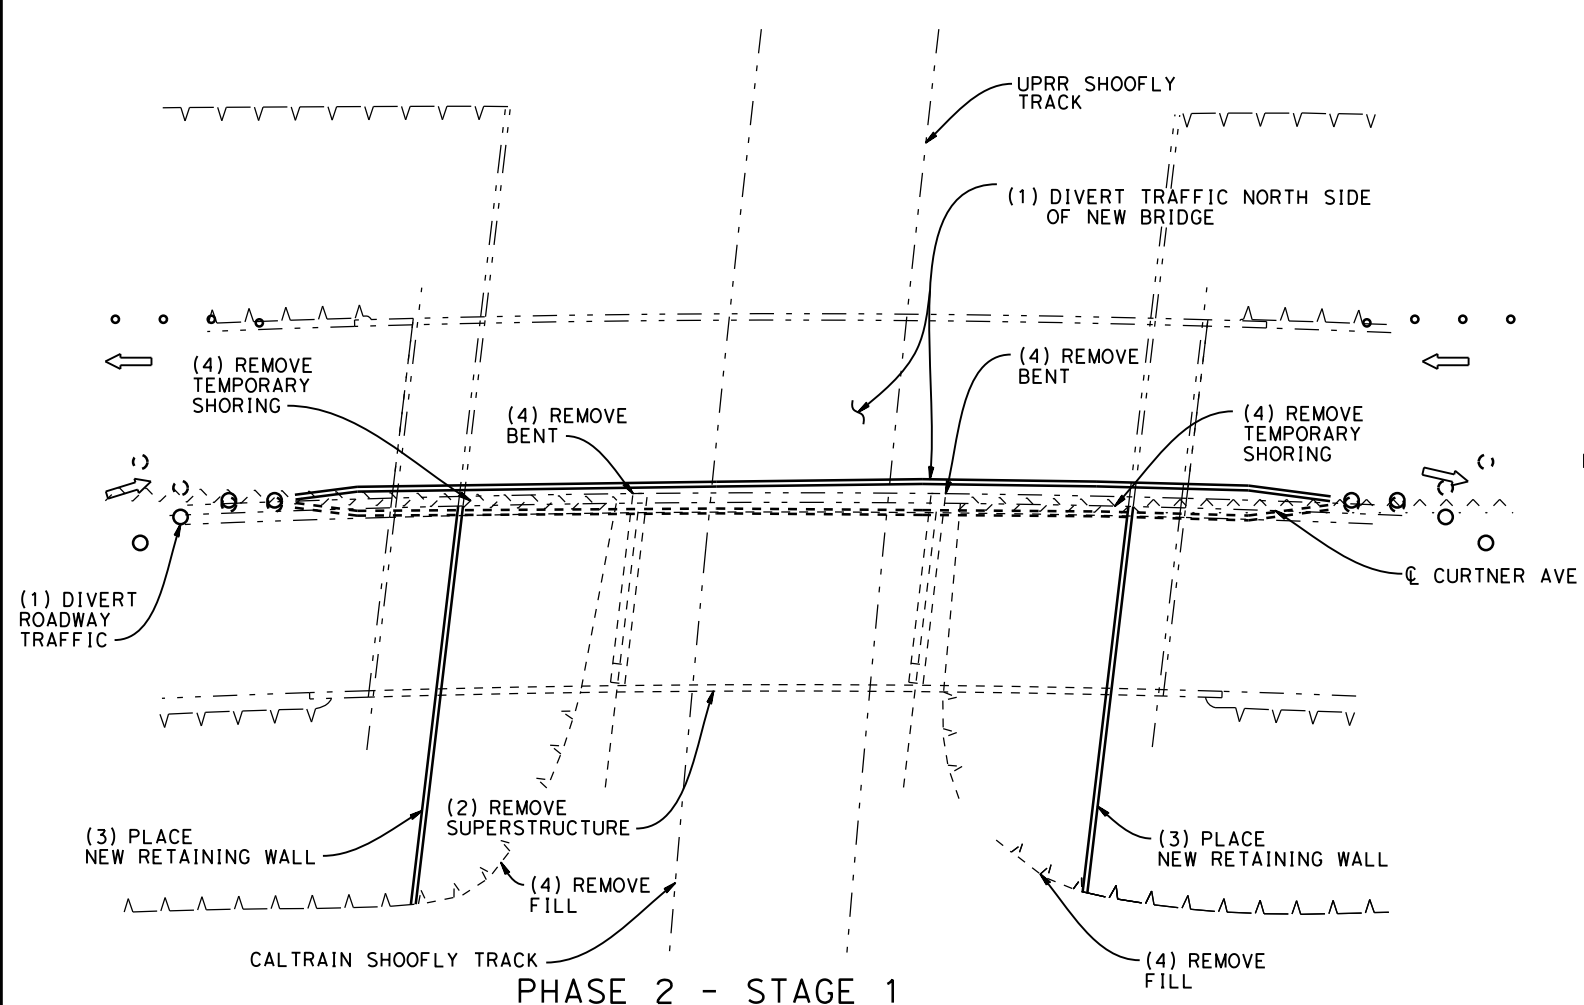 UPRR SHOOFLY
TRACK
(1) DIVERT TRAFFIC NORTH SIDE
OF NEW BRIDGE
(4) REMOVE
TEMPORARY
SHORING
(4) REMOVE
BENT
(4) REMOVE
BENT
(4) REMOVE
TEMPORARY
SHORING
℄ CURTNER AVE
(1) DIVERT
ROADWAY
TRAFFIC
(2) REMOVE
SUPERSTRUCTURE
(3) PLACE
NEW RETAINING WALL
(3) PLACE
NEW RETAINING WALL
(4) REMOVE
FILL
CALTRAIN SHOOFLY TRACK
(4) REMOVE
FILL
PHASE 2 - STAGE 1